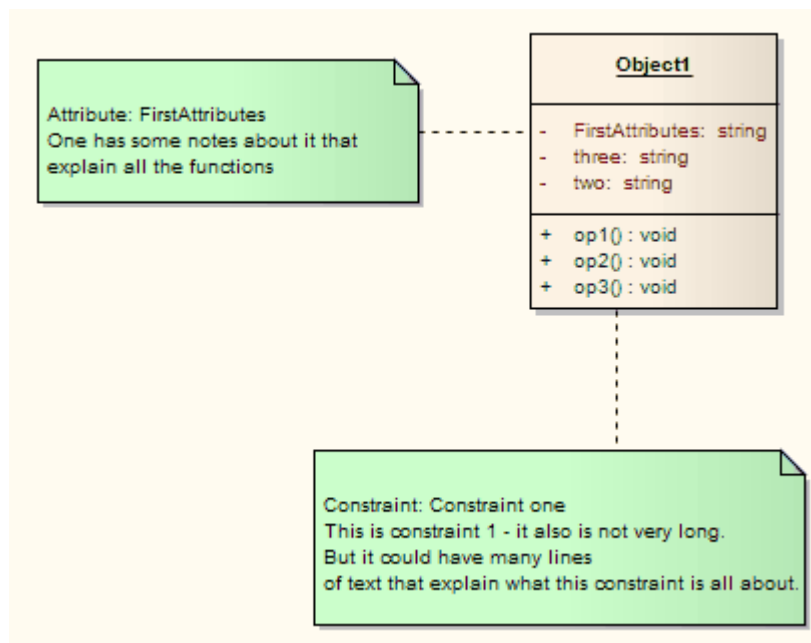 Attribute: FirstAttributes
One has some notes about it that
explain all the functions
Object1
- FirstAttributes: string
- three: string
- two: string
+ op1() : void
+ op2() : void
+ op3() : void
Constraint: Constraint one
This is constraint 1 - it also is not very long.
But it could have many lines
of text that explain what this constraint is all about.